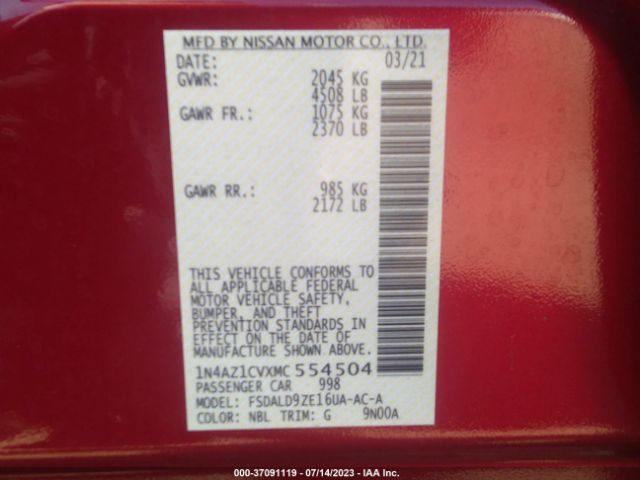 MFD BY NISSAN MOTOR CO., LTD.
DATE: 03/21
GVWR: 2045 KG
4508 LB
GAWR FR.: 1075 KG
2370 LB
GAWR RR.: 985 KG
2172 LB
THIS VEHICLE CONFORMS TO
ALL APPLICABLE FEDERAL
MOTOR VEHICLE SAFETY,
BUMPER, AND THEFT
PREVENTION STANDARDS IN
EFFECT ON THE DATE OF
MANUFACTURE SHOWN ABOVE.
1N4AZ1CVXMC 554504
PASSENGER CAR 998
MODEL: FSDALD9ZE16UA-AC-A
COLOR: NBL TRIM: G 9N00A
000-37091119 - 07/14/2023 - IAA Inc.